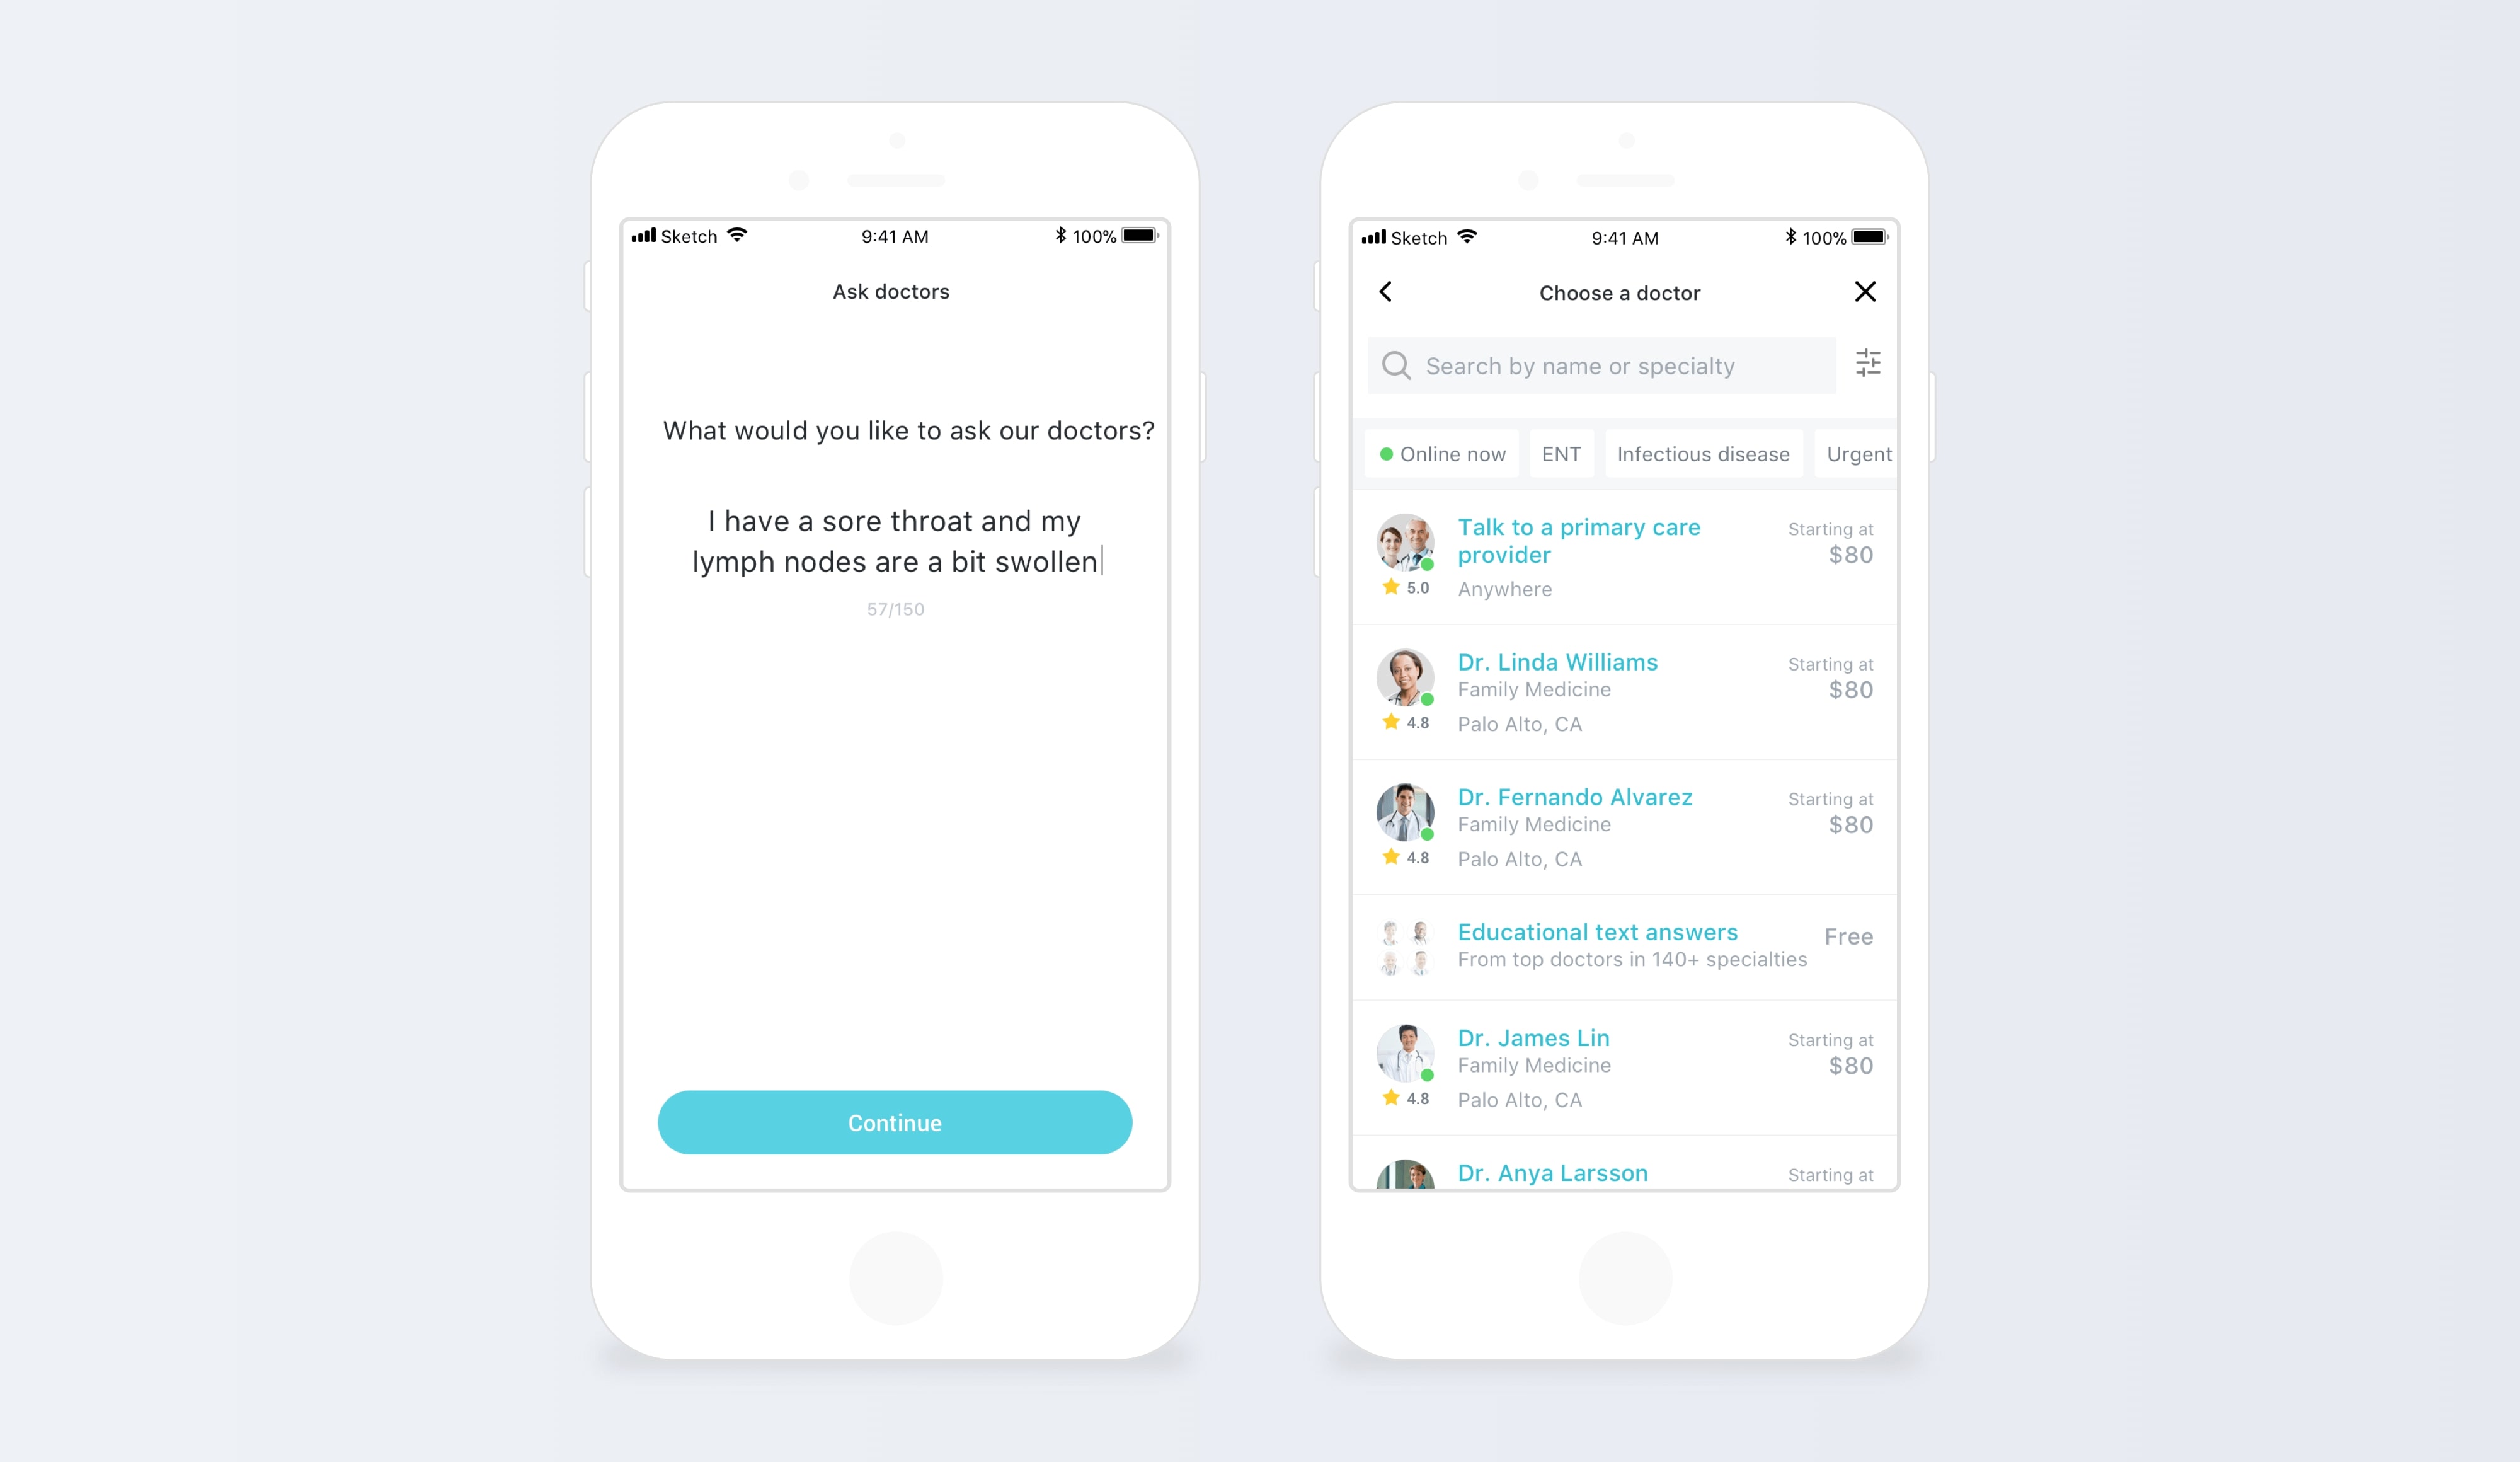 Sketch 9:41 AM 100%
Ask doctors
What would you like to ask our doctors?
I have a sore throat and my
lymph nodes are a bit swollen
57/150
Continue
Sketch 9:41 AM 100%
Choose a doctor
Search by name or specialty
Online now ENT Infectious disease Urgent
Talk to a primary care
provider
Starting at
$80
5.0
Anywhere
Dr. Linda Williams
Starting at
Family Medicine
$80
4.8
Palo Alto, CA
Dr. Fernando Alvarez
Starting at
Family Medicine
$80
4.8
Palo Alto, CA
Educational text answers
Free
From top doctors in 140+ specialties
Dr. James Lin
Starting at
Family Medicine
$80
4.8
Palo Alto, CA
Dr. Anya Larsson
Starting at